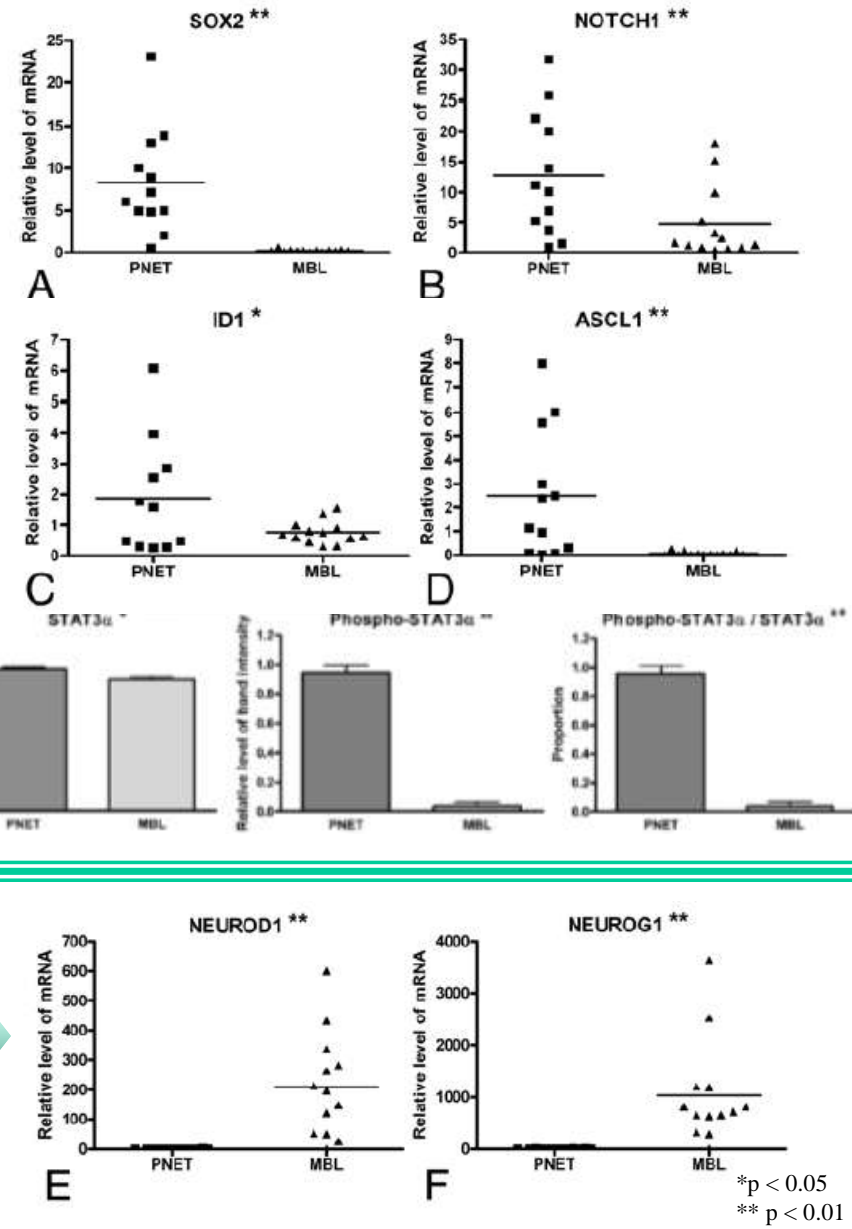 SOX2 **
Relative level of mRNA
25
20
15
10
5
0
PNET
MBL
A
NOTCH1 **
Relative level of mRNA
35
30
25
20
15
10
5
0
PNET
MBL
B
ID1 *
Relative level of mRNA
7
6
5
4
3
2
1
0
PNET
MBL
C
ASCL1 **
Relative level of mRNA
9
8
7
6
5
4
3
2
1
0
PNET
MBL
D
STAT3α *
PNET
MBL
Phospho-STAT3α **
Relative level of band intensity
1.2
1.0
0.8
0.6
0.4
0.2
0.0
PNET
MBL
Phospho-STAT3α / STAT3α **
Proportion
1.2
1.0
0.8
0.6
0.4
0.2
0.0
PNET
MBL
NEUROD1 **
Relative level of mRNA
700
600
500
400
300
200
100
0
PNET
MBL
E
NEUROG1 **
Relative level of mRNA
4000
3000
2000
1000
0
PNET
MBL
F
*p < 0.05
** p < 0.01